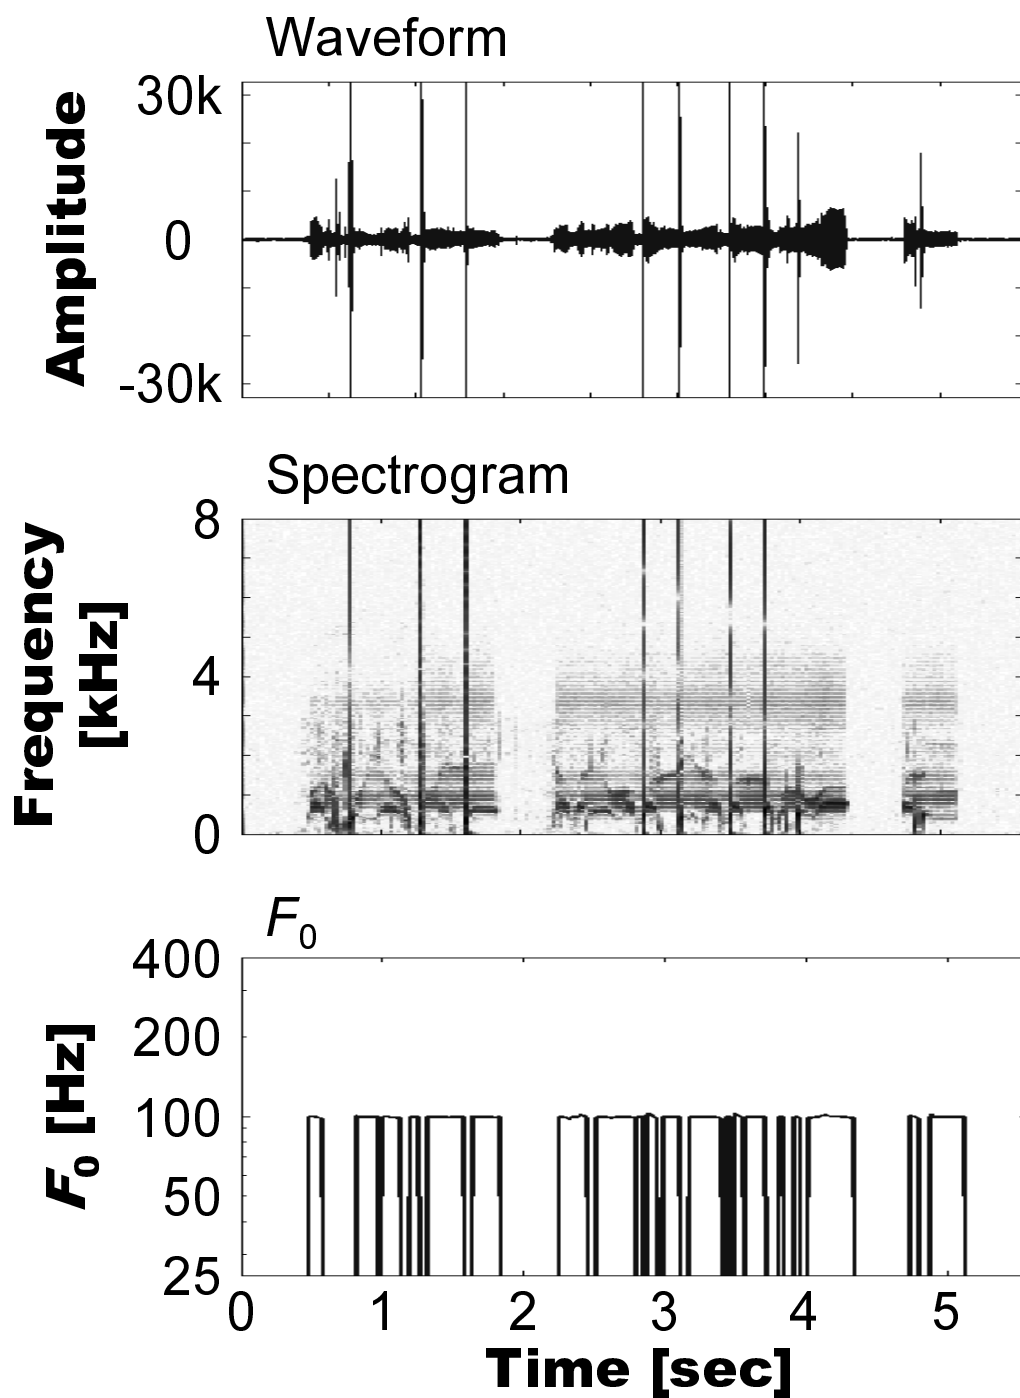 Waveform
Amplitude
30k
0
-30k
Spectrogram
Frequency
[kHz]
8
4
0
F0
F0 [Hz]
400
200
100
50
25
0 1 2 3 4 5
Time [sec]